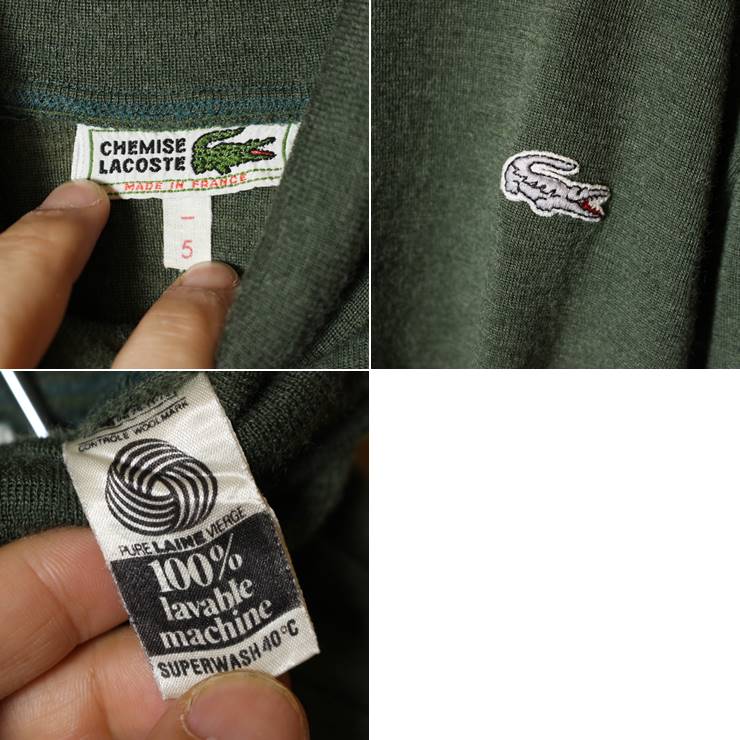 CHEMISE
LACOSTE
MADE IN FRANCE
5
CONTROLE WOOLMARK
PURE LAINE VIERGE
100%
lavable
machine
SUPERWASH 40°C